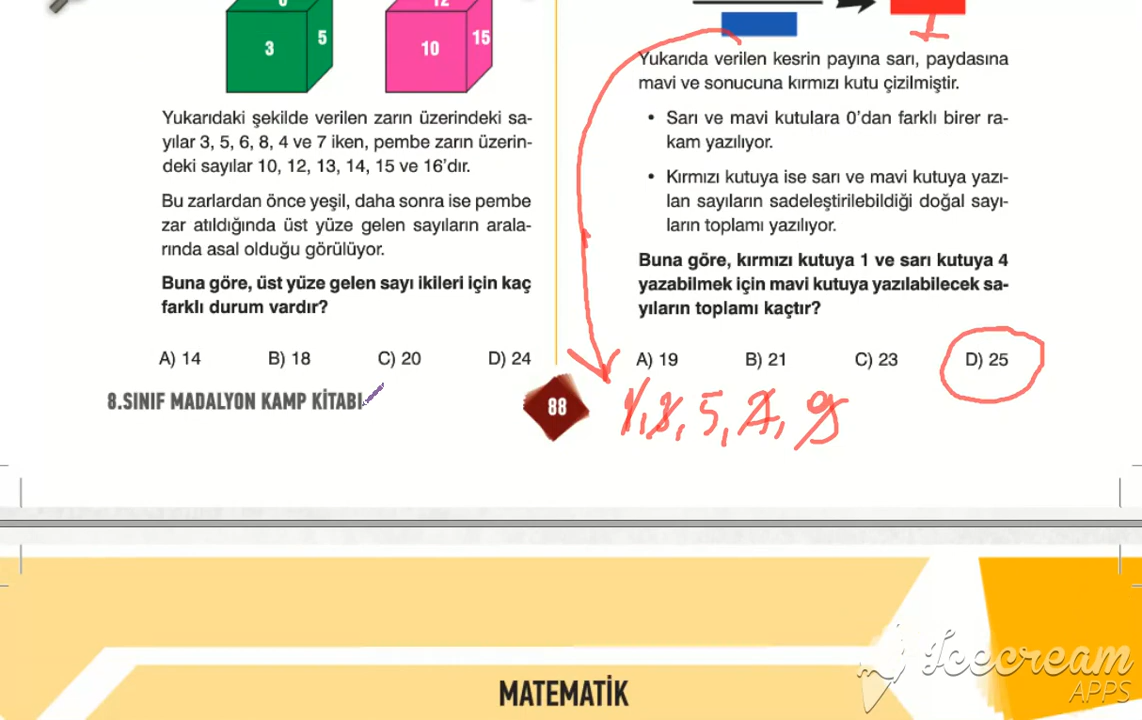 3
5
10
12
15
Yukarıdaki şekilde verilen zarın üzerindeki sa-
yılar 3, 5, 6, 8, 4 ve 7 iken, pembe zarın üzerin-
deki sayılar 10, 12, 13, 14, 15 ve 16'dır.
Bu zarlardan önce yeşil, daha sonra ise pembe
zar atıldığında üst yüze gelen sayıların arala-
rında asal olduğu görülüyor.
Buna göre, üst yüze gelen sayı ikileri için kaç
farklı durum vardır?
A) 14 B) 18 C) 20 D) 24
8.SINIF MADALYON KAMP KİTABI
88
1
Yukarıda verilen kesrin payına sarı, paydasına
mavi ve sonucuna kırmızı kutu çizilmiştir.
• Sarı ve mavi kutulara 0'dan farklı birer ra-
kam yazılıyor.
• Kırmızı kutuya ise sarı ve mavi kutuya yazı-
lan sayıların sadeleştirilebildiği doğal sayı-
ların toplamı yazılıyor.
Buna göre, kırmızı kutuya 1 ve sarı kutuya 4
yazabilmek için mavi kutuya yazılabilecek sa-
yıların toplamı kaçtır?
A) 19 B) 21 C) 23 D) 25
1, 3, 5, 7, 9
MATEMATİK
Icecream
APPS